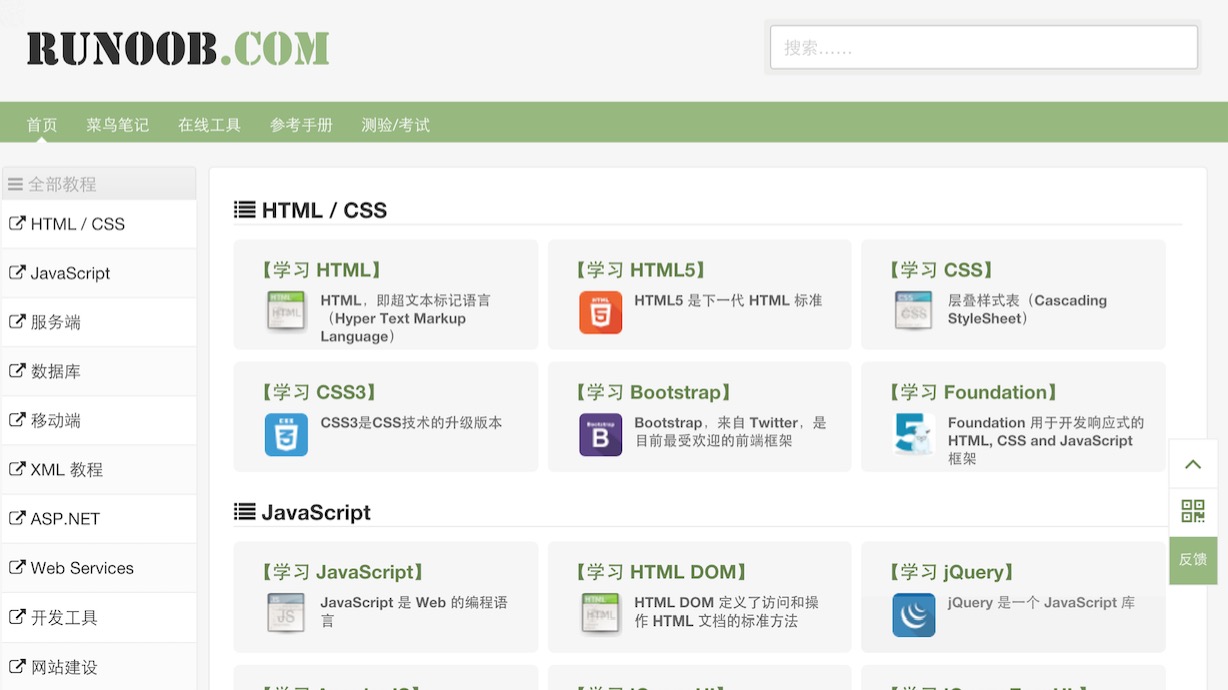 RUNOOB.COM
搜索......
首页 菜鸟笔记 在线工具 参考手册 测验/考试
全部教程
HTML / CSS
JavaScript
服务端
数据库
移动端
XML 教程
ASP.NET
Web Services
开发工具
网站建设
HTML / CSS
【学习 HTML】
HTML
HTML
HTML，即超文本标记语言
（Hyper Text Markup
Language）
【学习 HTML5】
HTML
5
HTML5 是下一代 HTML 标准
【学习 CSS】
CSS
CSS
层叠样式表（Cascading
StyleSheet）
【学习 CSS3】
CSS
3
CSS3是CSS技术的升级版本
【学习 Bootstrap】
Bootstrap
B
Bootstrap，来自 Twitter，是
目前最受欢迎的前端框架
【学习 Foundation】
5
Foundation 用于开发响应式的
HTML, CSS and JavaScript
框架
JavaScript
【学习 JavaScript】
JS
JS
JavaScript 是 Web 的编程语
言
【学习 HTML DOM】
HTML
HTML
HTML DOM 定义了访问和操
作 HTML 文档的标准方法
【学习 jQuery】
jQuery 是一个 JavaScript 库
反馈